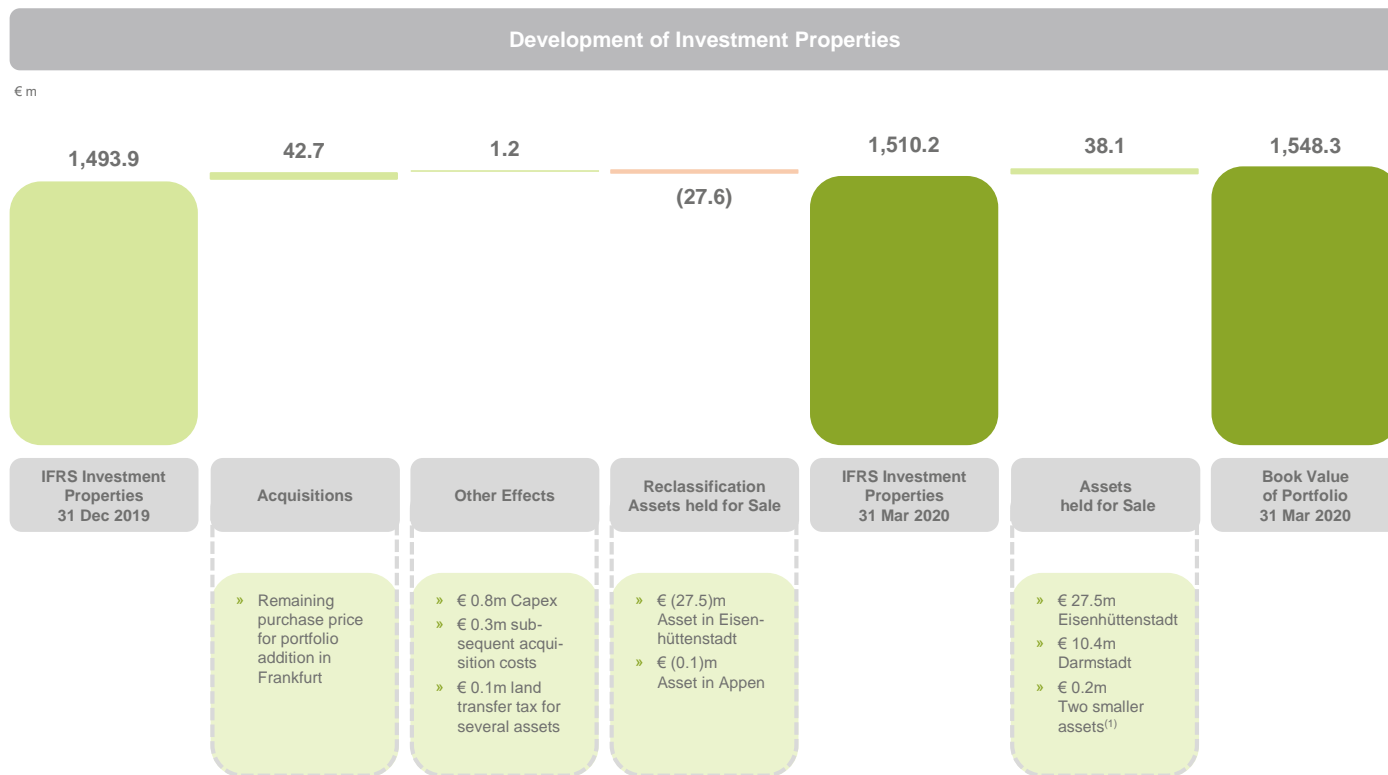 Development of Investment Properties
€ m
1,493.9
42.7
1.2
(27.6)
1,510.2
38.1
1,548.3
IFRS Investment
Properties
31 Dec 2019
Acquisitions
Other Effects
Reclassification
Assets held for Sale
IFRS Investment
Properties
31 Mar 2020
Assets
held for Sale
Book Value
of Portfolio
31 Mar 2020
» Remaining
purchase price
for portfolio
addition in
Frankfurt
» € 0.8m Capex
» € 0.3m sub-
sequent acqui-
sition costs
» € 0.1m land
transfer tax for
several assets
» € (27.5)m
Asset in Eisen-
hüttenstadt
» € (0.1)m
Asset in Appen
» € 27.5m
Eisenhüttenstadt
» € 10.4m
Darmstadt
» € 0.2m
Two smaller
assets(1)